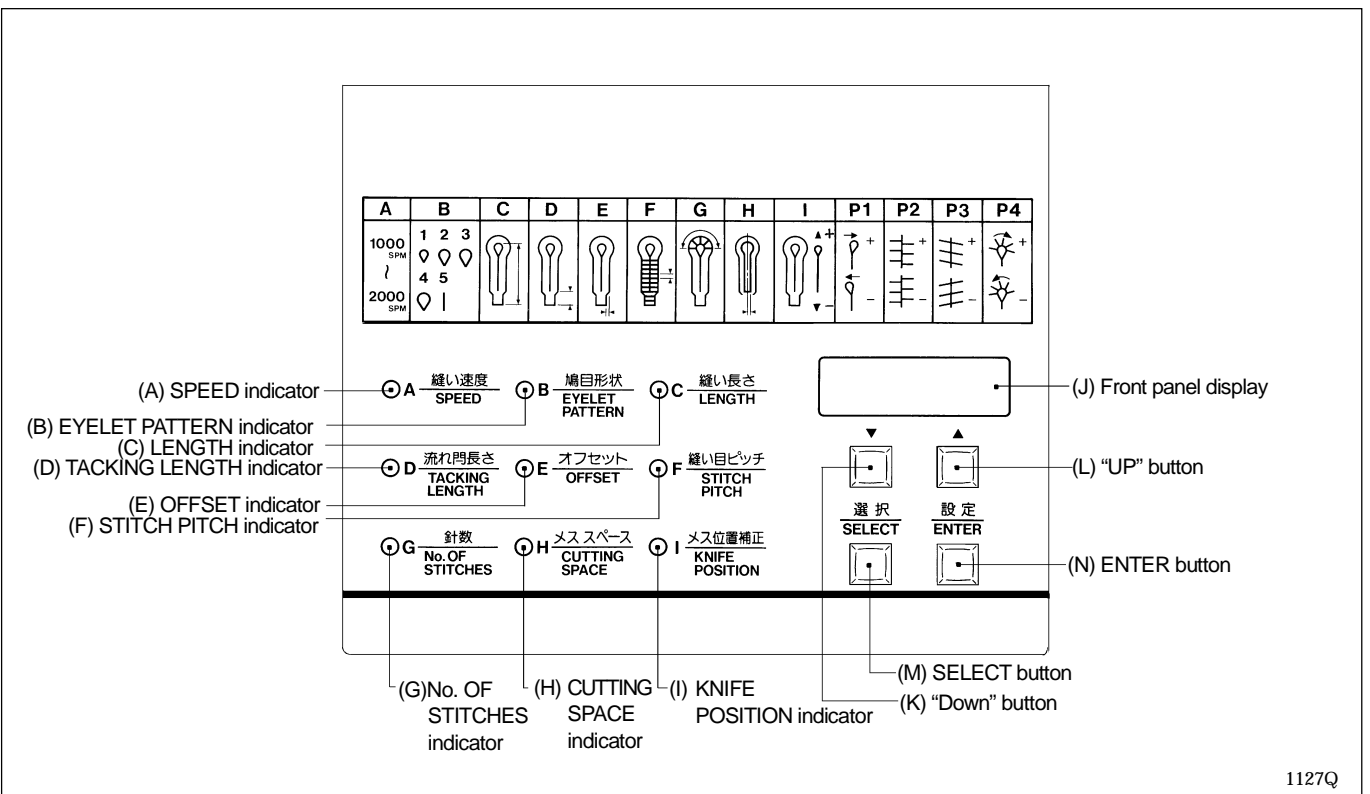 A B C D E F G H I P1 P2 P3 P4
1000
SPM
~
2000
SPM
1 2 3
4 5
+
−
+
−
+
−
+
−
+
−
(A) SPEED indicator
(B) EYELET PATTERN indicator
(C) LENGTH indicator
(D) TACKING LENGTH indicator
(E) OFFSET indicator
(F) STITCH PITCH indicator
A 縫い速度
SPEED
B 鳩目形状
EYELET
PATTERN
C 縫い長さ
LENGTH
D 流れ閂長さ
TACKING
LENGTH
E オフセット
OFFSET
F 縫い目ピッチ
STITCH
PITCH
G 針数
No.OF
STITCHES
H メス スペース
CUTTING
SPACE
I メス位置補正
KNIFE
POSITION
▼ ▲
選択
SELECT
設定
ENTER
(J) Front panel display
(L) “UP” button
(N) ENTER button
(M) SELECT button
(K) “Down” button
(G)No. OF
STITCHES
indicator
(H) CUTTING
SPACE
indicator
(I) KNIFE
POSITION indicator
1127Q